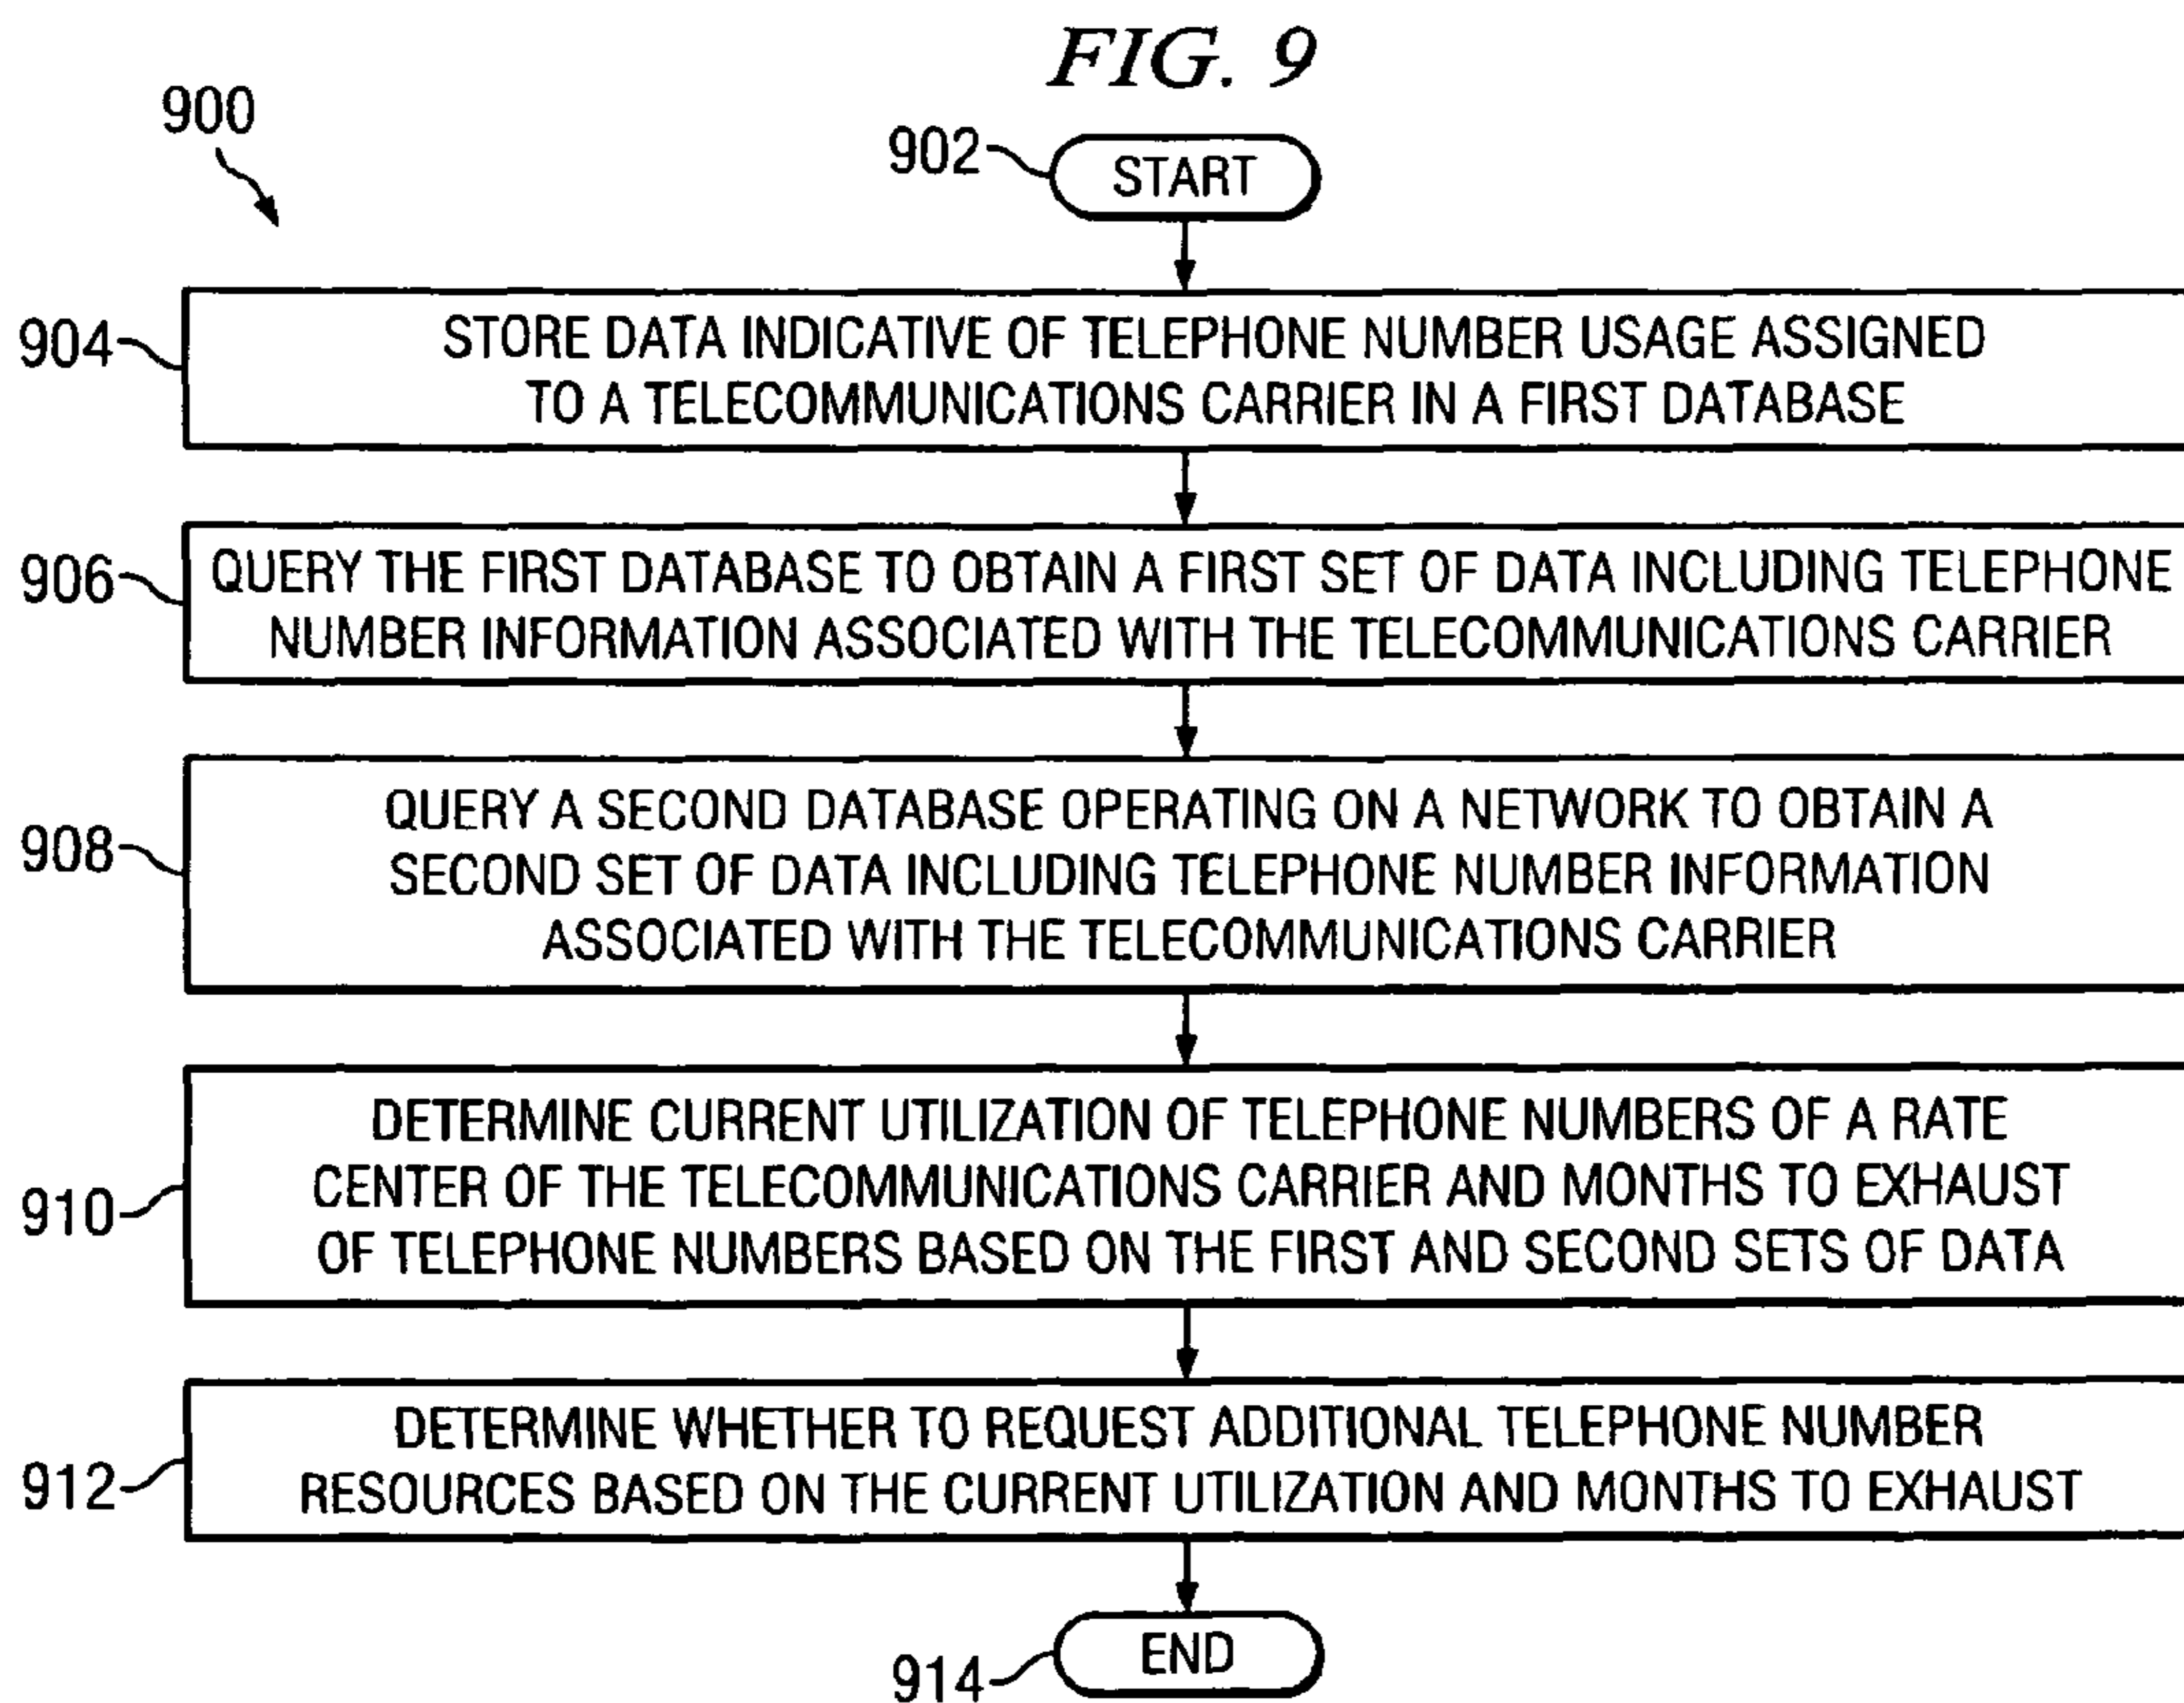 FIG. 9
900
902
START
904
STORE DATA INDICATIVE OF TELEPHONE NUMBER USAGE ASSIGNED
TO A TELECOMMUNICATIONS CARRIER IN A FIRST DATABASE
906
QUERY THE FIRST DATABASE TO OBTAIN A FIRST SET OF DATA INCLUDING TELEPHONE
NUMBER INFORMATION ASSOCIATED WITH THE TELECOMMUNICATIONS CARRIER
908
QUERY A SECOND DATABASE OPERATING ON A NETWORK TO OBTAIN A
SECOND SET OF DATA INCLUDING TELEPHONE NUMBER INFORMATION
ASSOCIATED WITH THE TELECOMMUNICATIONS CARRIER
910
DETERMINE CURRENT UTILIZATION OF TELEPHONE NUMBERS OF A RATE
CENTER OF THE TELECOMMUNICATIONS CARRIER AND MONTHS TO EXHAUST
OF TELEPHONE NUMBERS BASED ON THE FIRST AND SECOND SETS OF DATA
912
DETERMINE WHETHER TO REQUEST ADDITIONAL TELEPHONE NUMBER
RESOURCES BASED ON THE CURRENT UTILIZATION AND MONTHS TO EXHAUST
914
END